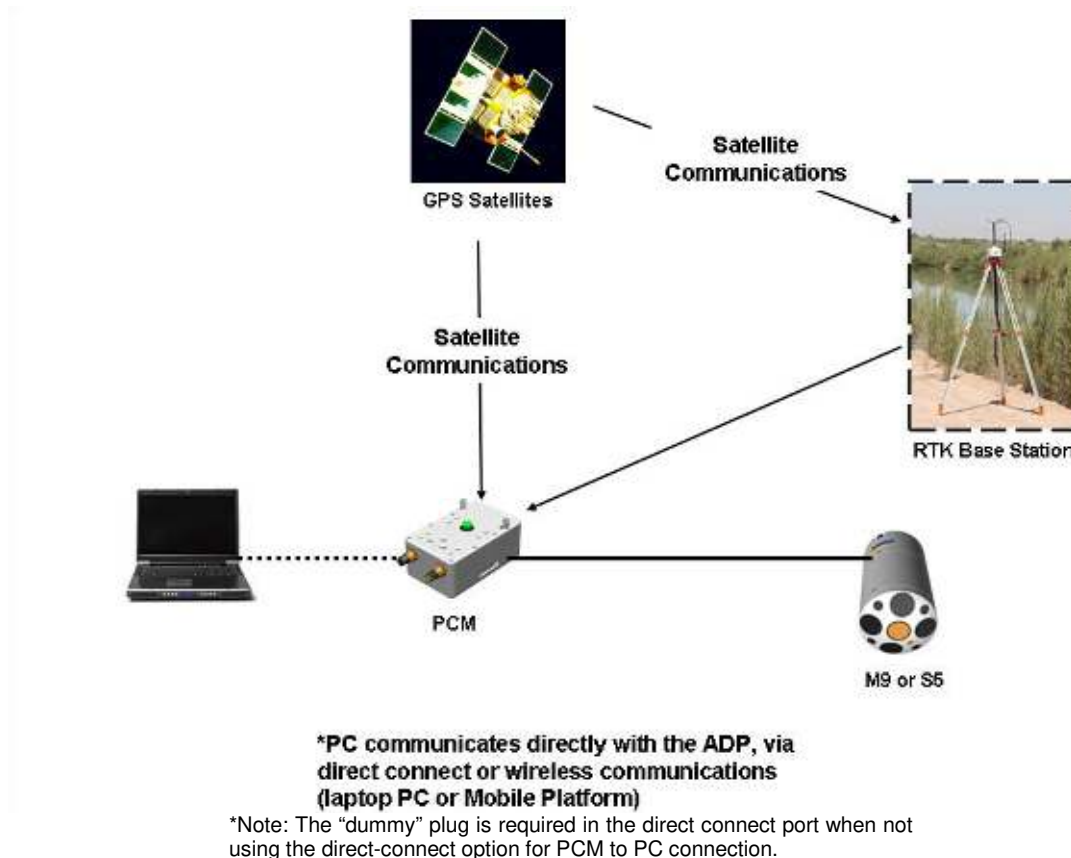 Satellite
Communications
GPS Satellites
Satellite
Communications
RTK Base Station
PCM
M9 or S5
*PC communicates directly with the ADP, via
direct connect or wireless communications
(laptop PC or Mobile Platform)
*Note: The “dummy” plug is required in the direct connect port when not
using the direct-connect option for PCM to PC connection.